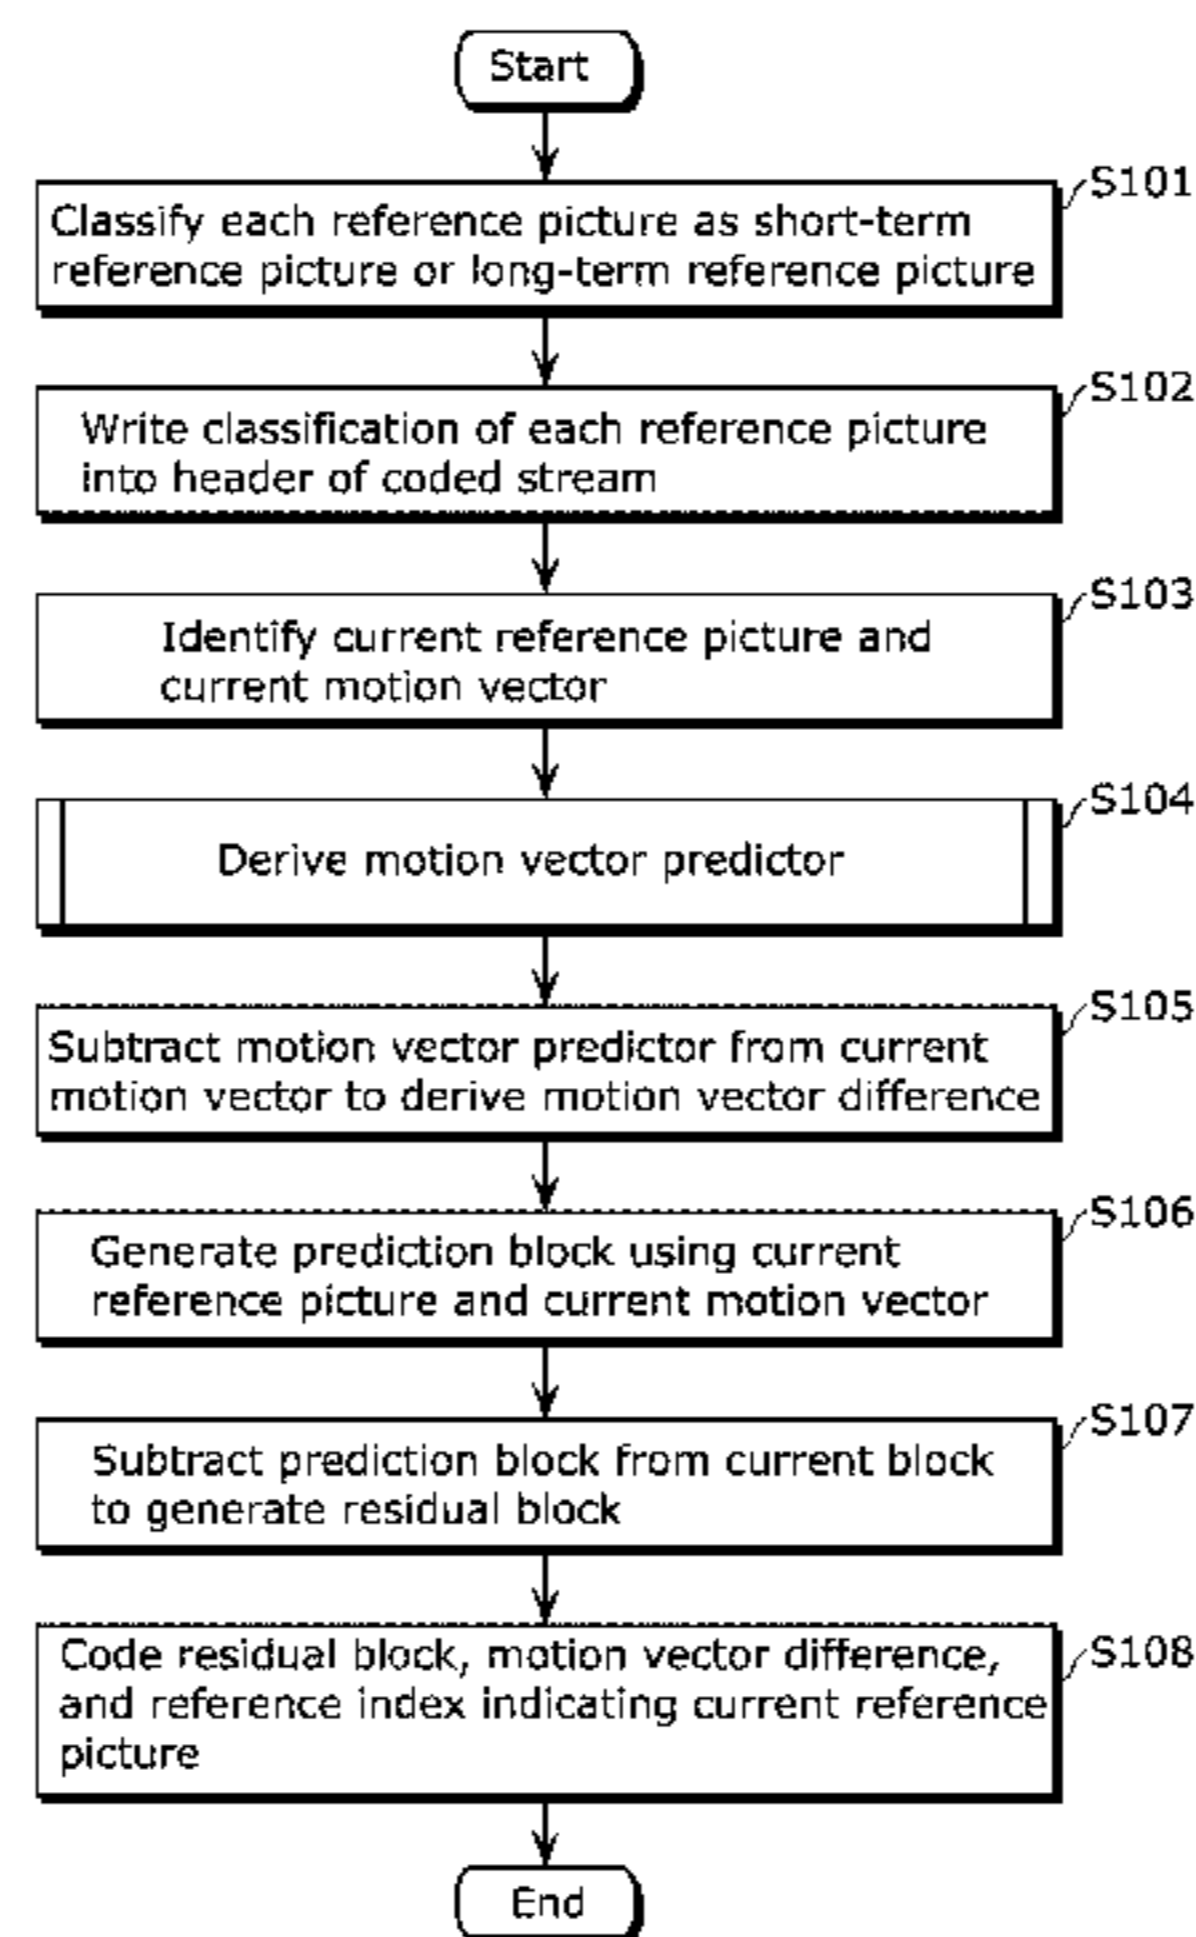 Start
S101
Classify each reference picture as short-term
reference picture or long-term reference picture
S102
Write classification of each reference picture
into header of coded stream
S103
Identify current reference picture and
current motion vector
S104
Derive motion vector predictor
S105
Subtract motion vector predictor from current
motion vector to derive motion vector difference
S106
Generate prediction block using current
reference picture and current motion vector
S107
Subtract prediction block from current block
to generate residual block
S108
Code residual block, motion vector difference,
and reference index indicating current reference
picture
End